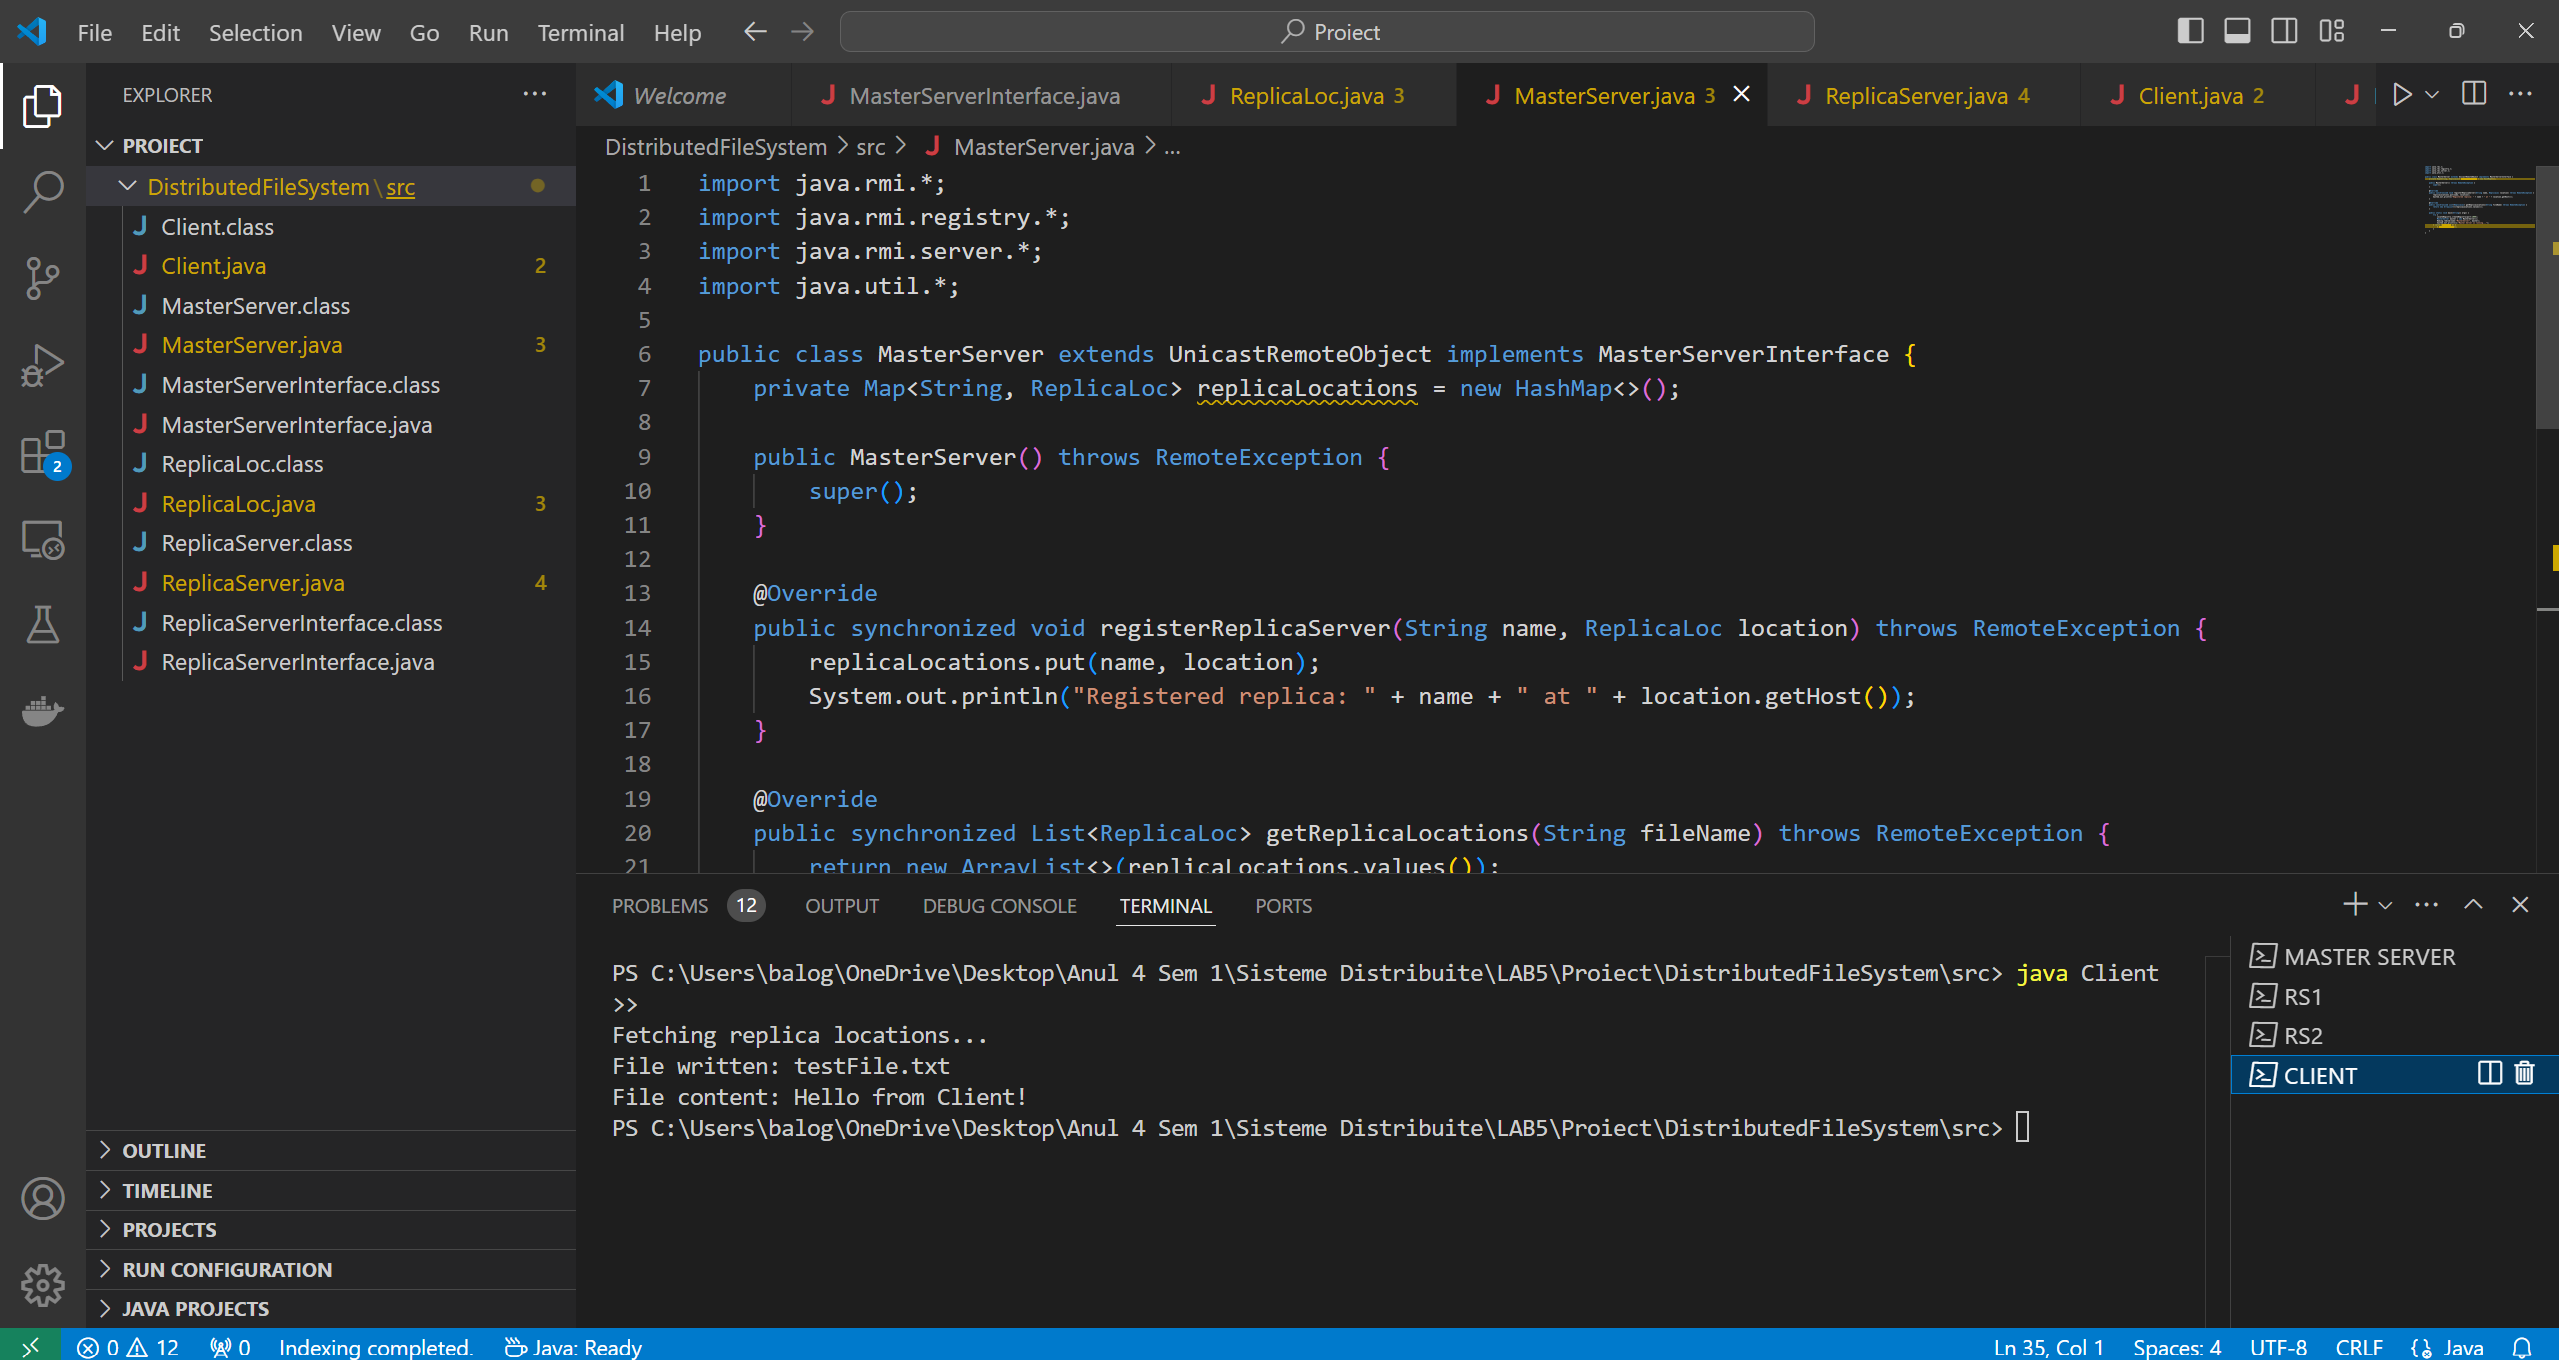 File Edit Selection View Go Run Terminal Help
Proiect
EXPLORER
PROIECT
DistributedFileSystem\src
Client.class
Client.java 2
MasterServer.class
MasterServer.java 3
MasterServerInterface.class
MasterServerInterface.java
ReplicaLoc.class
ReplicaLoc.java 3
ReplicaServer.class
ReplicaServer.java 4
ReplicaServerInterface.class
ReplicaServerInterface.java
2
OUTLINE
TIMELINE
PROJECTS
RUN CONFIGURATION
JAVA PROJECTS
Welcome MasterServerInterface.java ReplicaLoc.java 3 MasterServer.java 3 ReplicaServer.java 4 Client.java 2
DistributedFileSystem > src > MasterServer.java > ...
1 import java.rmi.*;
2 import java.rmi.registry.*;
3 import java.rmi.server.*;
4 import java.util.*;
5
6 public class MasterServer extends UnicastRemoteObject implements MasterServerInterface {
7 private Map<String, ReplicaLoc> replicaLocations = new HashMap<>();
8
9 public MasterServer() throws RemoteException {
10 super();
11 }
12
13 @Override
14 public synchronized void registerReplicaServer(String name, ReplicaLoc location) throws RemoteException {
15 replicaLocations.put(name, location);
16 System.out.println("Registered replica: " + name + " at " + location.getHost());
17 }
18
19 @Override
20 public synchronized List<ReplicaLoc> getReplicaLocations(String fileName) throws RemoteException {
21 return new ArrayList<>(replicaLocations.values());
PROBLEMS 12 OUTPUT DEBUG CONSOLE TERMINAL PORTS
PS C:\Users\balog\OneDrive\Desktop\Anul 4 Sem 1\Sisteme Distribuite\LAB5\Proiect\DistributedFileSystem\src> java Client
>>
Fetching replica locations...
File written: testFile.txt
File content: Hello from Client!
PS C:\Users\balog\OneDrive\Desktop\Anul 4 Sem 1\Sisteme Distribuite\LAB5\Proiect\DistributedFileSystem\src>
MASTER SERVER
RS1
RS2
CLIENT
0 12 0 Indexing completed. Java: Ready Ln 35, Col 1 Spaces: 4 UTF-8 CRLF Java